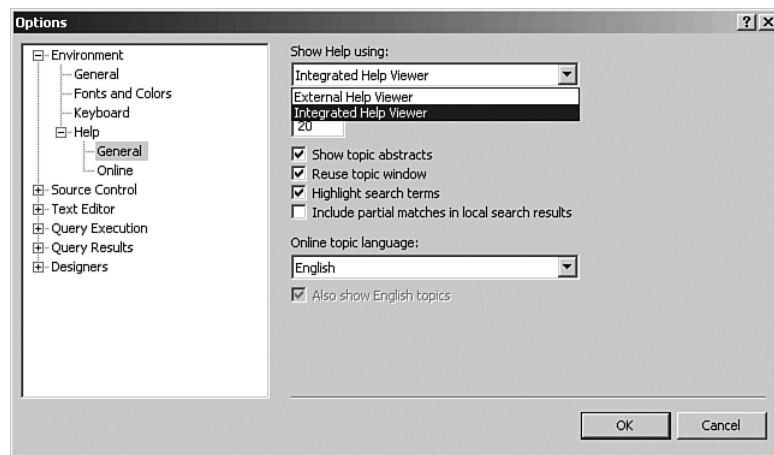 Options
Environment
General
Fonts and Colors
Keyboard
Help
General
Online
Source Control
Text Editor
Query Execution
Query Results
Designers
Show Help using:
Integrated Help Viewer
External Help Viewer
Integrated Help Viewer
20
Show topic abstracts
Reuse topic window
Highlight search terms
Include partial matches in local search results
Online topic language:
English
Also show English topics
OK Cancel